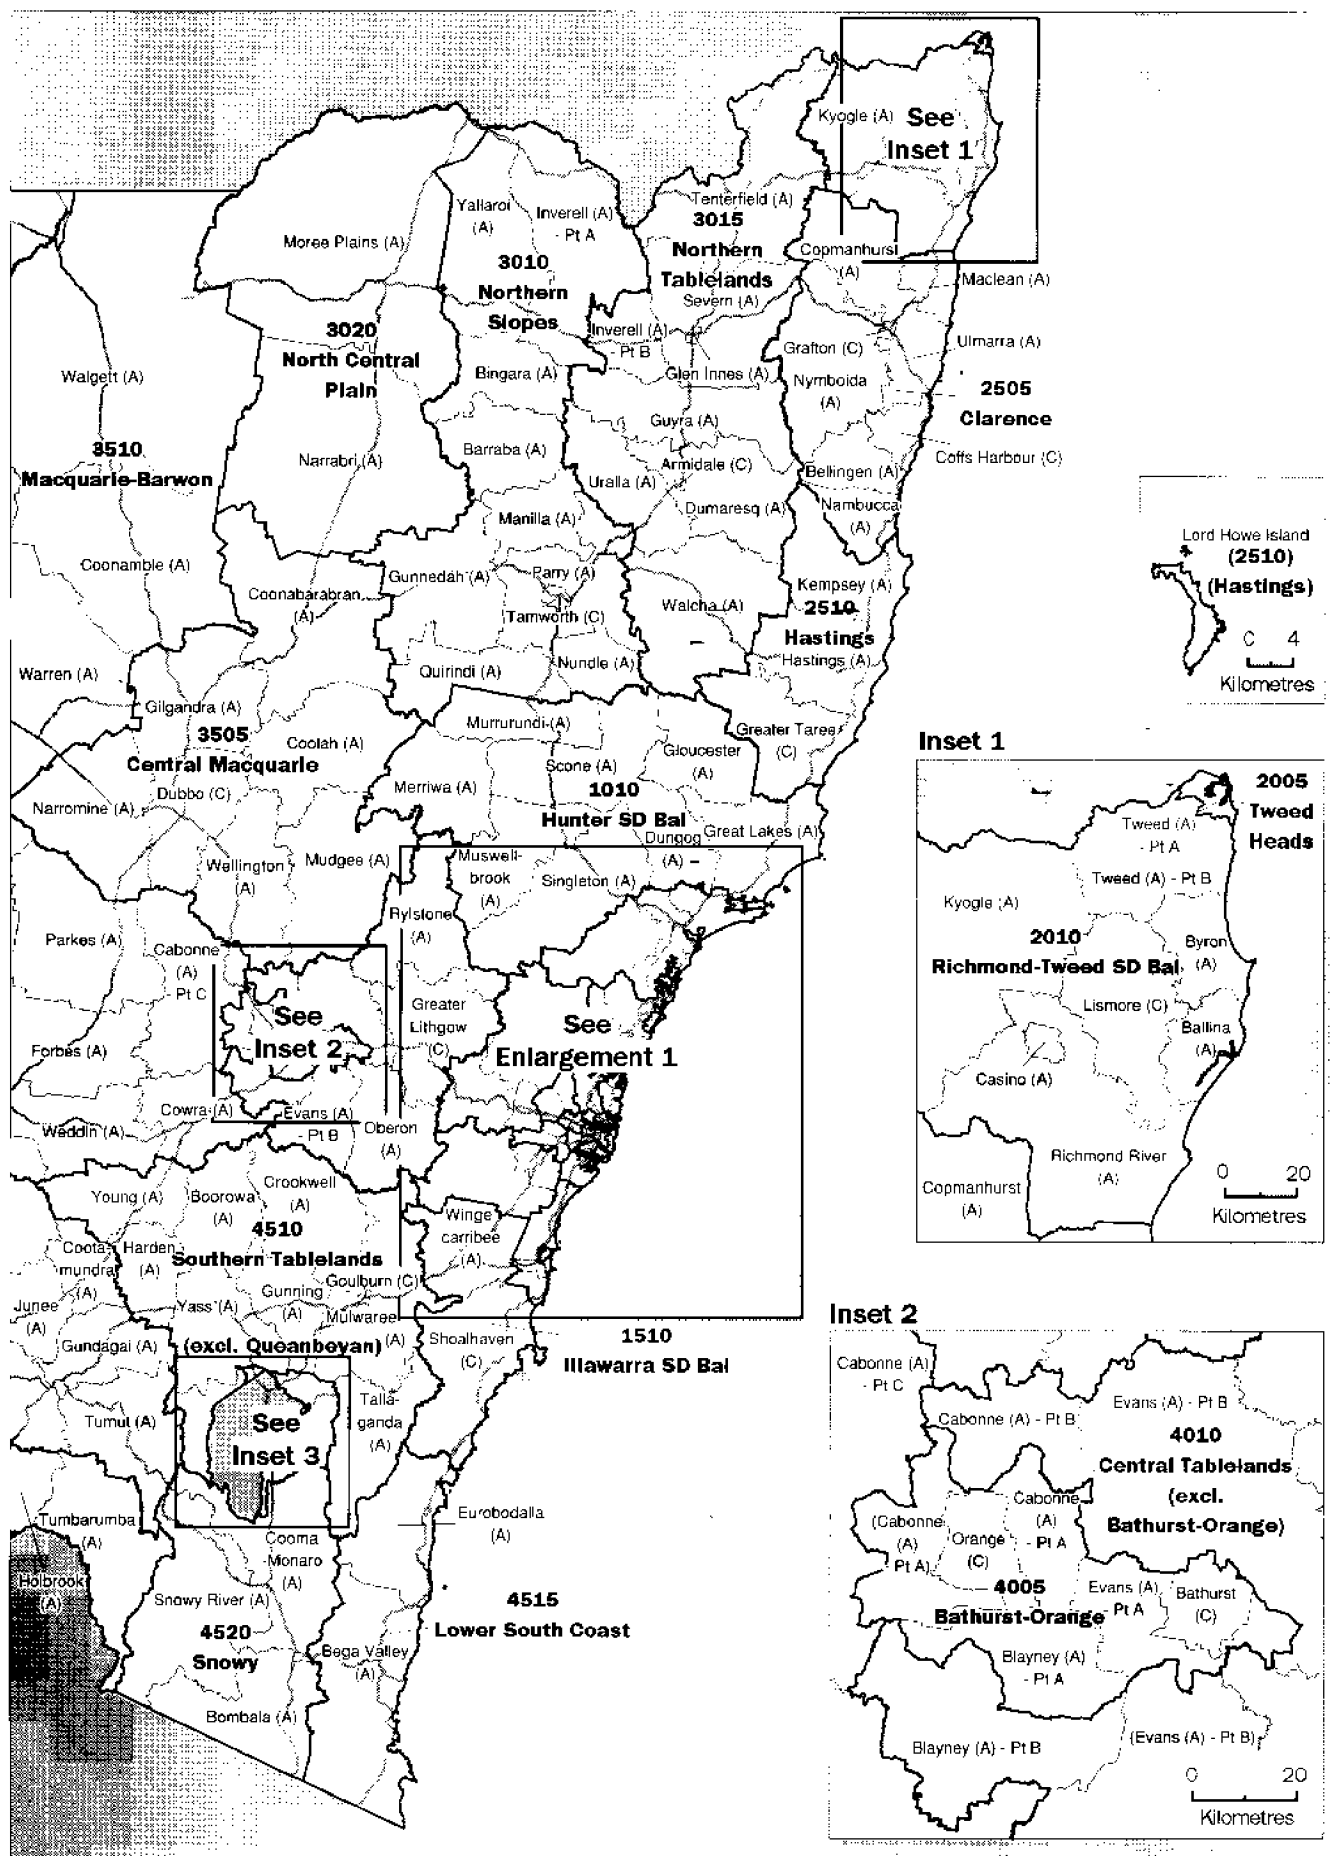 Kyogle (A)
See
Inset 1
Tenterfield (A)
3015
Northern
Tablelands
Severn (A)
Yallaroi
(A)
Inverell (A)
- Pt A
Moree Plains (A)
3010
Northern
Slopes
Copmanhurst
(A)
Maclean (A)
3020
North Central
Plain
Inverell (A)
- Pt B
Grafton (C)
Ulmarra (A)
Walgett (A)
Bingara (A)
Glen Innes (A)
Nymboida
(A)
2505
Clarence
Guyra (A)
3510
Macquarie-Barwon
Narrabri (A)
Barraba (A)
Armidale (C)
Uralla (A)
Bellingen (A)
Coffs Harbour (C)
Manilla (A)
Dumaresq (A)
Nambucca
(A)
Lord Howe Island
(2510)
(Hastings)
0 4
Kilometres
Coonamble (A)
Coonabarabran
(A)
Gunnedah (A)
Parry (A)
Tamworth (C)
Walcha (A)
Kempsey (A)
2510
Hastings
Hastings (A)
Warren (A)
Quirindi (A)
Nundle (A)
Gilgandra (A)
3505
Central Macquarie
Coolah (A)
Murrurundi (A)
Gloucester
(A)
Greater Taree
(C)
Scone (A)
Dubbo (C)
Narromine (A)
Merriwa (A)
1010
Hunter SD Bal
Dungog
(A)
Great Lakes (A)
Wellington
(A)
Mudgee (A)
Muswell-
brook
(A)
Singleton (A)
Rylstone
(A)
Parkes (A)
Cabonne
(A)
- Pt C
See
Inset 2
Greater
Lithgow
(C)
See
Enlargement 1
Forbes (A)
Cowra (A)
Evans (A)
- Pt B
Oberon
(A)
Weddin (A)
Young (A)
Boorowa
(A)
Crookwell
(A)
4510
Southern Tablelands
(excl. Queanbeyan)
Winge
carribee
(A)
Coota-
mundra
(A)
Harden
(A)
Goulburn (C)
Gunning
(A)
Junee
(A)
Yass (A)
Mulwaree
(A)
Gundagai (A)
Shoalhaven
(C)
1510
Illawarra SD Bal
Talla-
ganda
(A)
See
Inset 3
Tumut (A)
Tumbarumba
(A)
Eurobodalla
(A)
Cooma
-Monaro
(A)
Holbrook
(A)
Snowy River (A)
4520
Snowy
4515
Lower South Coast
Bega Valley
(A)
Bombala (A)
Inset 1
2005
Tweed
Heads
Tweed (A)
- Pt A
Tweed (A) - Pt B
Kyogle (A)
2010
Richmond-Tweed SD Bal
Byron
(A)
Lismore (C)
Ballina
(A)
Casino (A)
Richmond River
(A)
Copmanhurst
(A)
0 20
Kilometres
Inset 2
Cabonne (A)
- Pt C
Cabonne (A) - Pt B
Evans (A) - Pt B
4010
Central Tablelands
(excl.
Bathurst-Orange)
Cabonne
(A)
- Pt A
(Cabonne
(A)
Pt A)
Orange
(C)
4005
Bathurst-Orange
Evans (A)
Pt A
Bathurst
(C)
Blayney (A)
- Pt A
Blayney (A) - Pt B
(Evans (A) - Pt B)
0 20
Kilometres